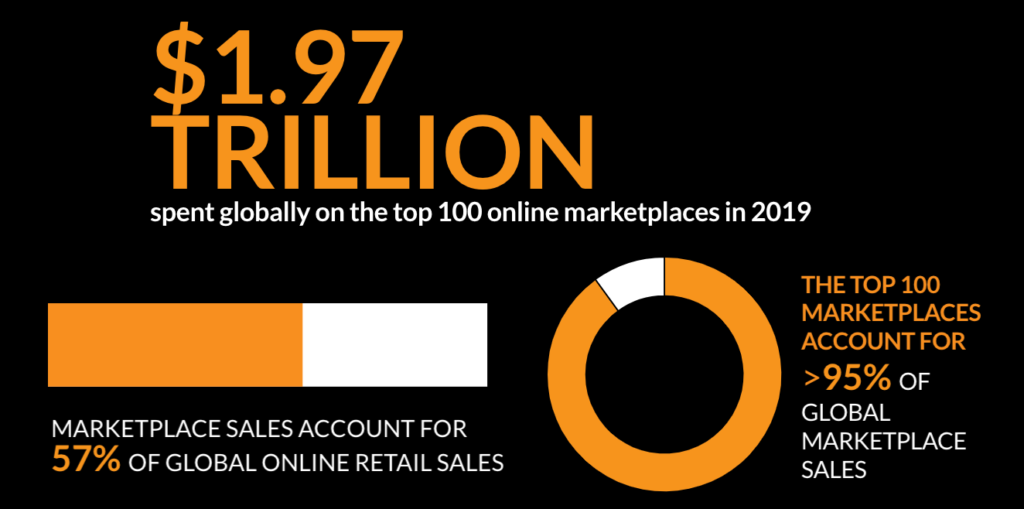 $1.97
TRILLION
spent globally on the top 100 online marketplaces in 2019
MARKETPLACE SALES ACCOUNT FOR
57% OF GLOBAL ONLINE RETAIL SALES
THE TOP 100
MARKETPLACES
ACCOUNT FOR
>95% OF
GLOBAL
MARKETPLACE
SALES